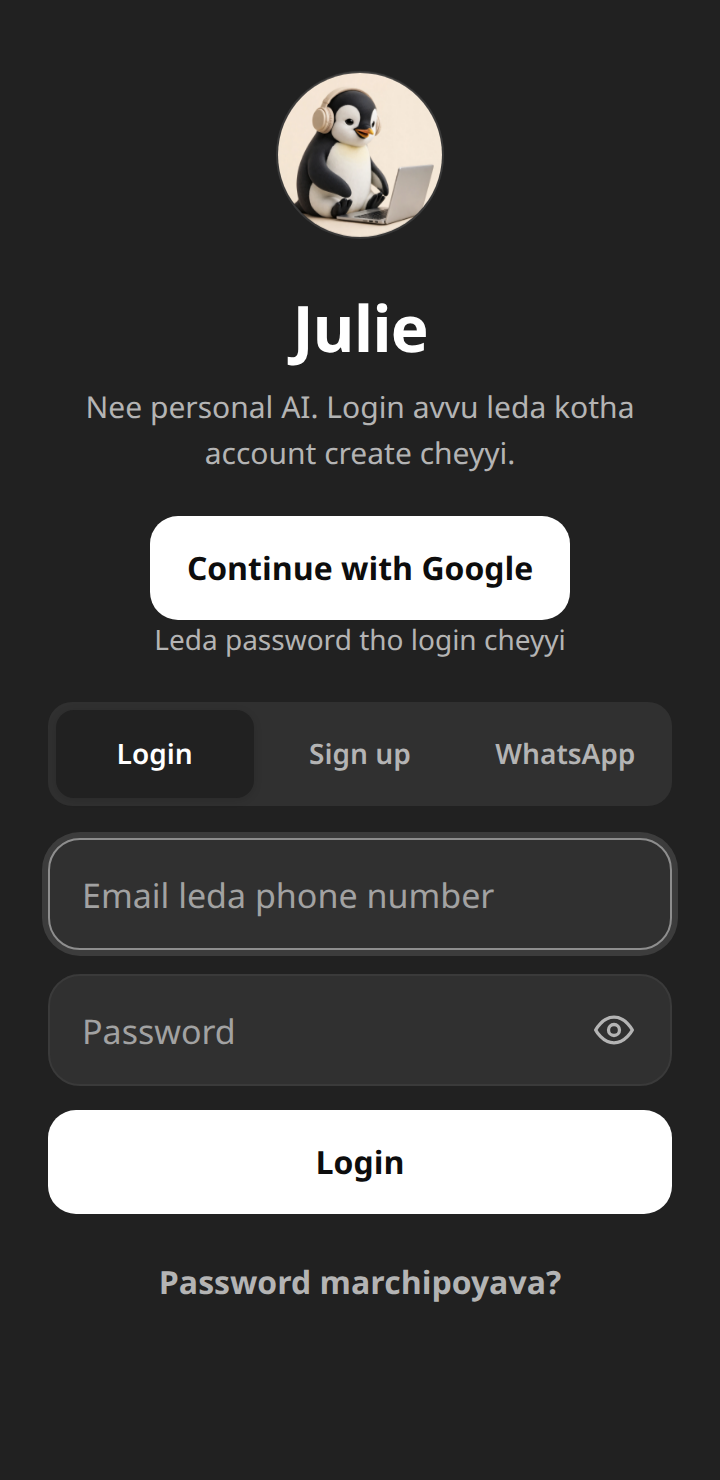 Julie
Nee personal AI. Login avvu leda kotha
account create cheyyi.
Continue with Google
Leda password tho login cheyyi
Login
Sign up
WhatsApp
Email leda phone number
Password
Login
Password marchipoyava?